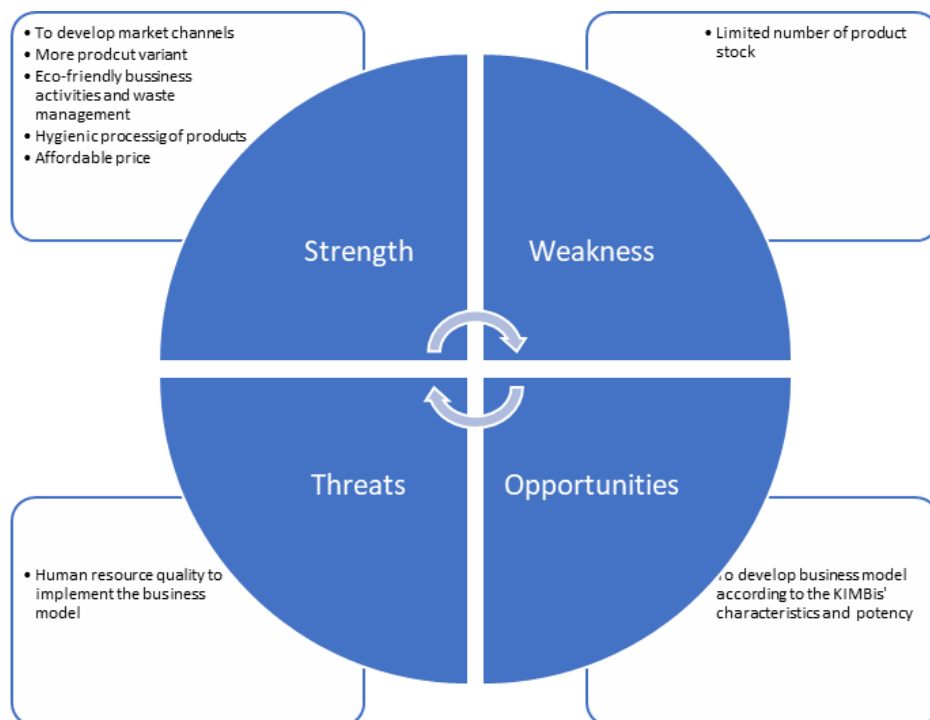 • To develop market channels
• More prodcut variant
• Eco-friendly bussiness
activities and waste
management
• Hygienic processig of products
• Affordable price
• Limited number of product
stock
Strength
Weakness
Threats
Opportunities
• Human resource quality to
implement the business
model
To develop business model
according to the KIMBis'
characteristics and potency